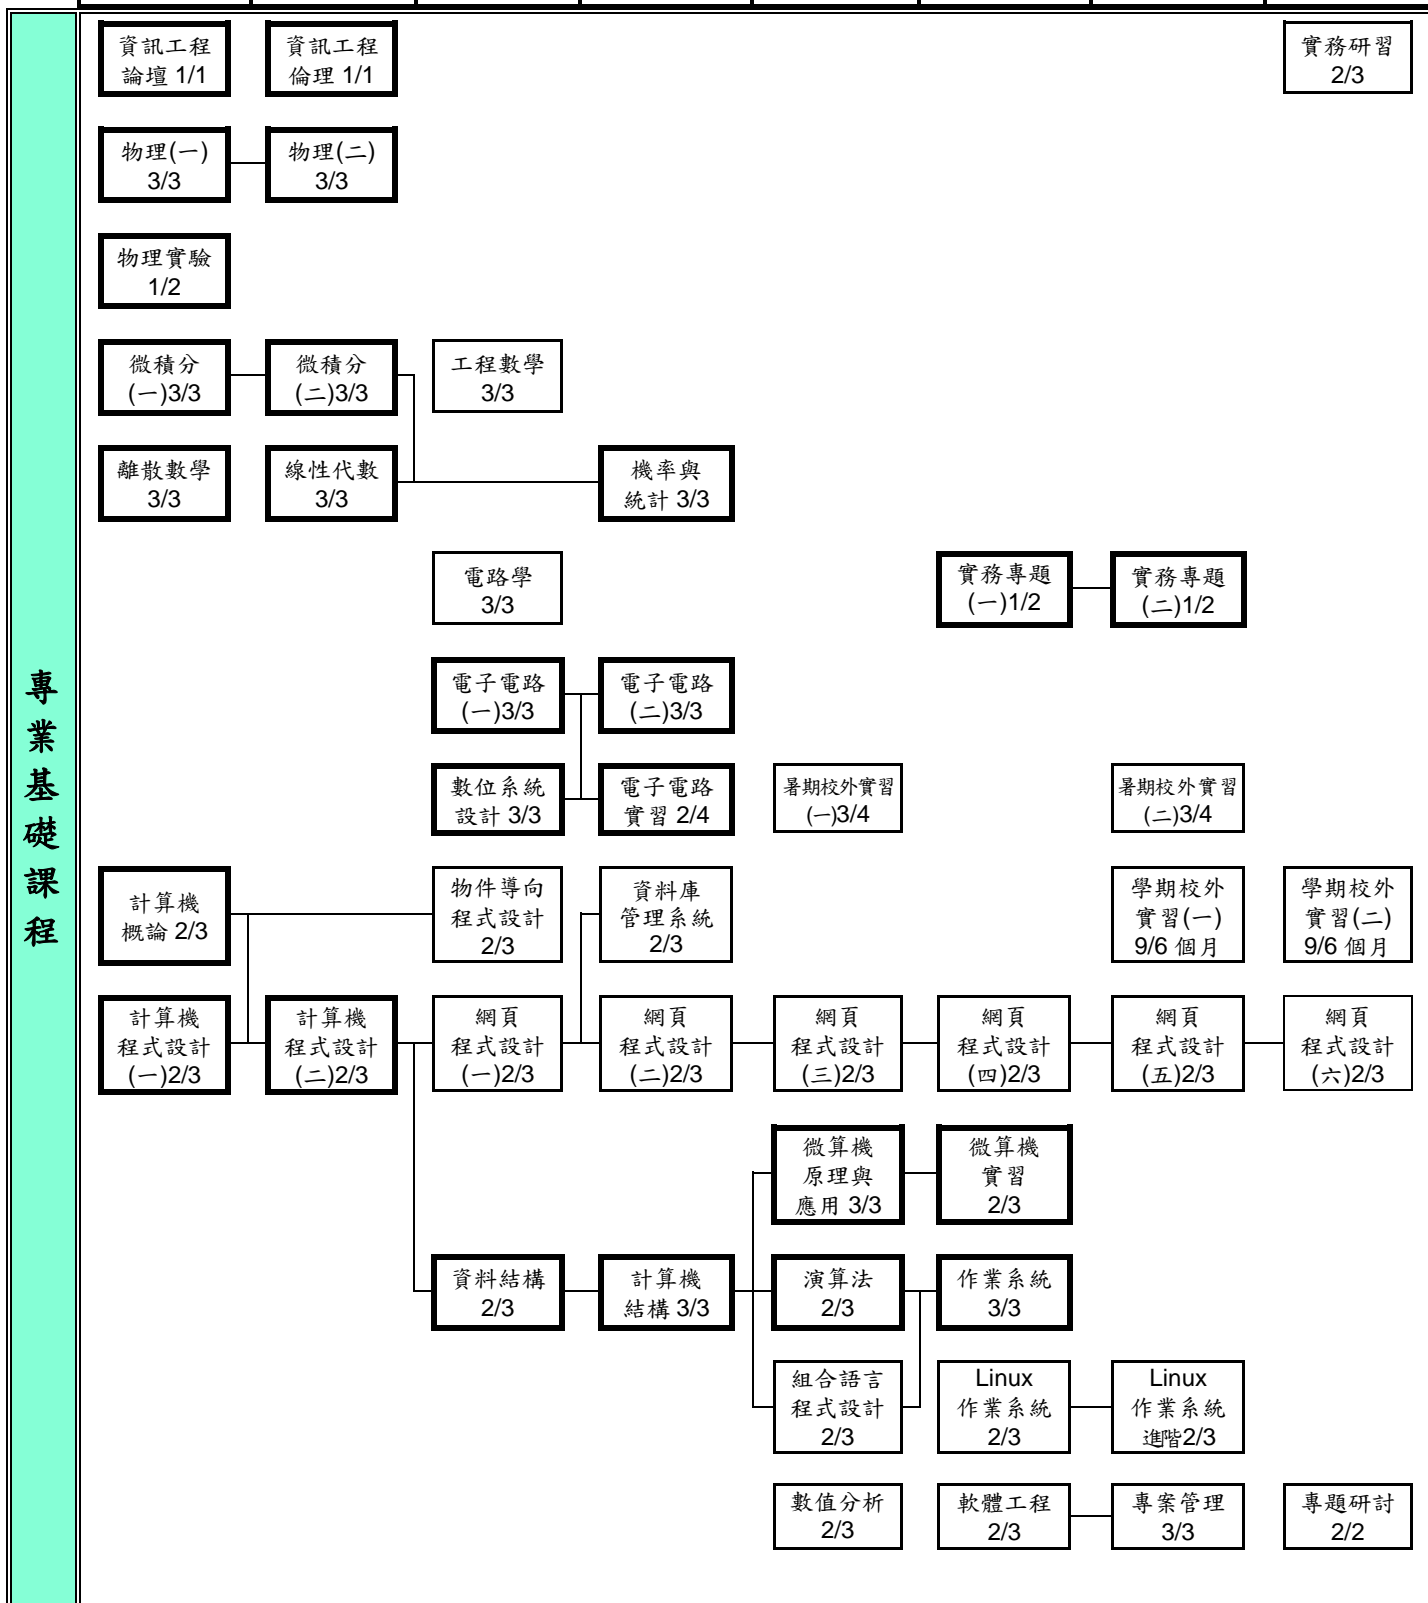 專業基礎課程
資訊工程
論壇 1/1
資訊工程
倫理 1/1
實務研習
2/3
物理(一)
3/3
物理(二)
3/3
物理實驗
1/2
微積分
(一)3/3
微積分
(二)3/3
工程數學
3/3
離散數學
3/3
線性代數
3/3
機率與
統計 3/3
電路學
3/3
實務專題
(一)1/2
實務專題
(二)1/2
電子電路
(一)3/3
電子電路
(二)3/3
數位系統
設計 3/3
電子電路
實習 2/4
暑期校外實習
(一)3/4
暑期校外實習
(二)3/4
計算機
概論 2/3
物件導向
程式設計
2/3
資料庫
管理系統
2/3
學期校外
實習(一)
9/6 個月
學期校外
實習(二)
9/6 個月
計算機
程式設計
(一)2/3
計算機
程式設計
(二)2/3
網頁
程式設計
(一)2/3
網頁
程式設計
(二)2/3
網頁
程式設計
(三)2/3
網頁
程式設計
(四)2/3
網頁
程式設計
(五)2/3
網頁
程式設計
(六)2/3
微算機
原理與
應用 3/3
微算機
實習
2/3
資料結構
2/3
計算機
結構 3/3
演算法
2/3
作業系統
3/3
組合語言
程式設計
2/3
Linux
作業系統
2/3
Linux
作業系統
進階2/3
數值分析
2/3
軟體工程
2/3
專案管理
3/3
專題研討
2/2